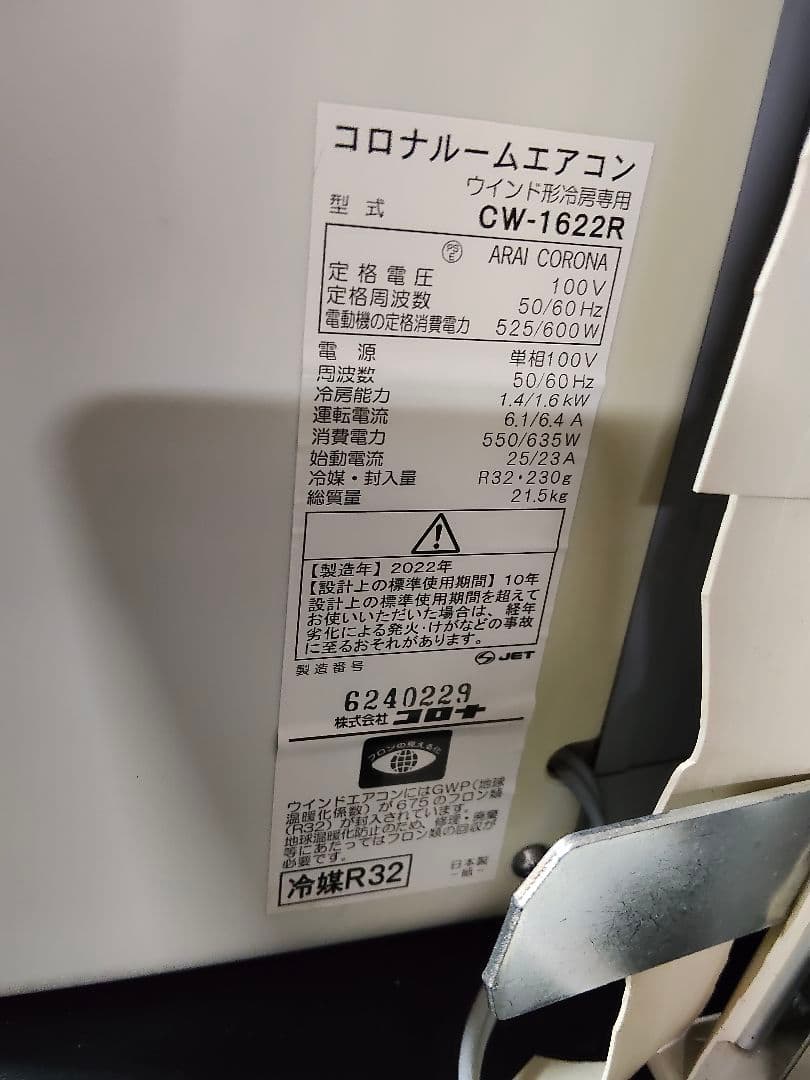 コロナルームエアコン
ウインド形冷房専用
型式 CW-1622R
PSE ARAI CORONA
定格電圧 100V
定格周波数 50/60Hz
電動機の定格消費電力 525/600W
電源 単相100V
周波数 50/60Hz
冷房能力 1.4/1.6kW
運転電流 6.1/6.4A
消費電力 550/635W
始動電流 25/23A
冷媒・封入量 R32・230g
総質量 21.5kg
【製造年】2022年
【設計上の標準使用期間】10年
設計上の標準使用期間を超えて
お使いいただいた場合は、経年
劣化による発火・けがなどの事故
に至るおそれがあります。
JET
製造番号
6240229
株式会社 コロナ
フロンの見える化
ウインドエアコンにはGWP(地球
温暖化係数)が675のフロン類
(R32)が封入されています。
地球温暖化防止のため、修理・廃棄
等にあたってはフロン類の回収が
必要です。
冷媒R32
日本製